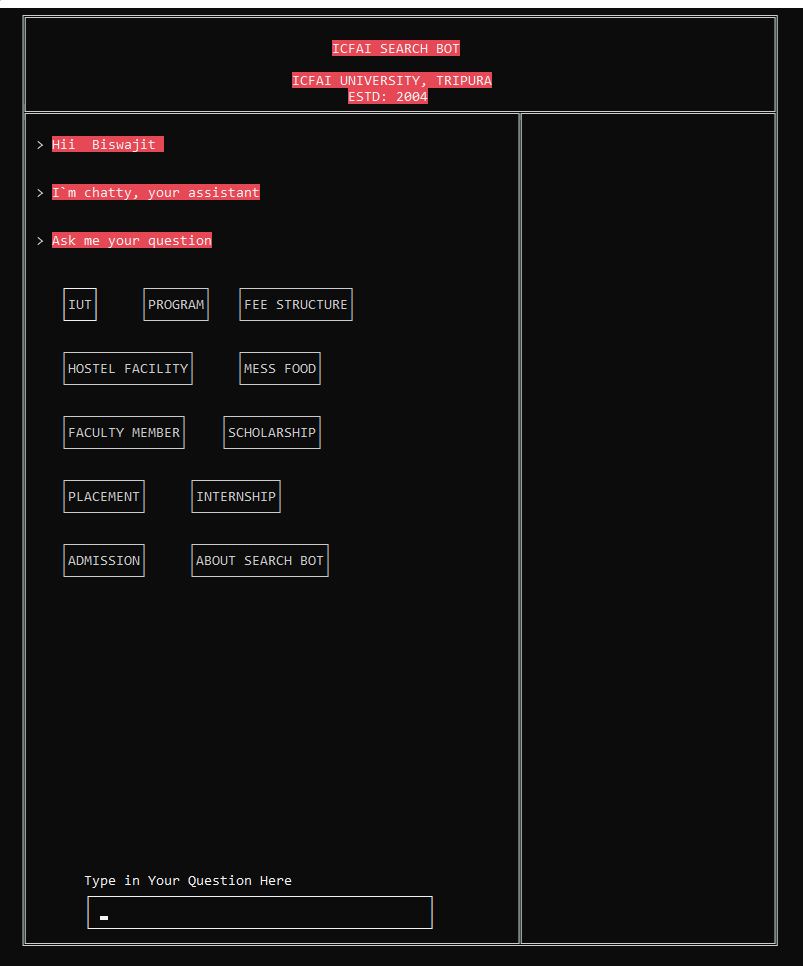 ICFAI SEARCH BOT
ICFAI UNIVERSITY, TRIPURA
ESTD: 2004
> Hii  Biswajit
> I`m chatty, your assistant
> Ask me your question
IUT PROGRAM FEE STRUCTURE
HOSTEL FACILITY MESS FOOD
FACULTY MEMBER SCHOLARSHIP
PLACEMENT INTERNSHIP
ADMISSION ABOUT SEARCH BOT
Type in Your Question Here